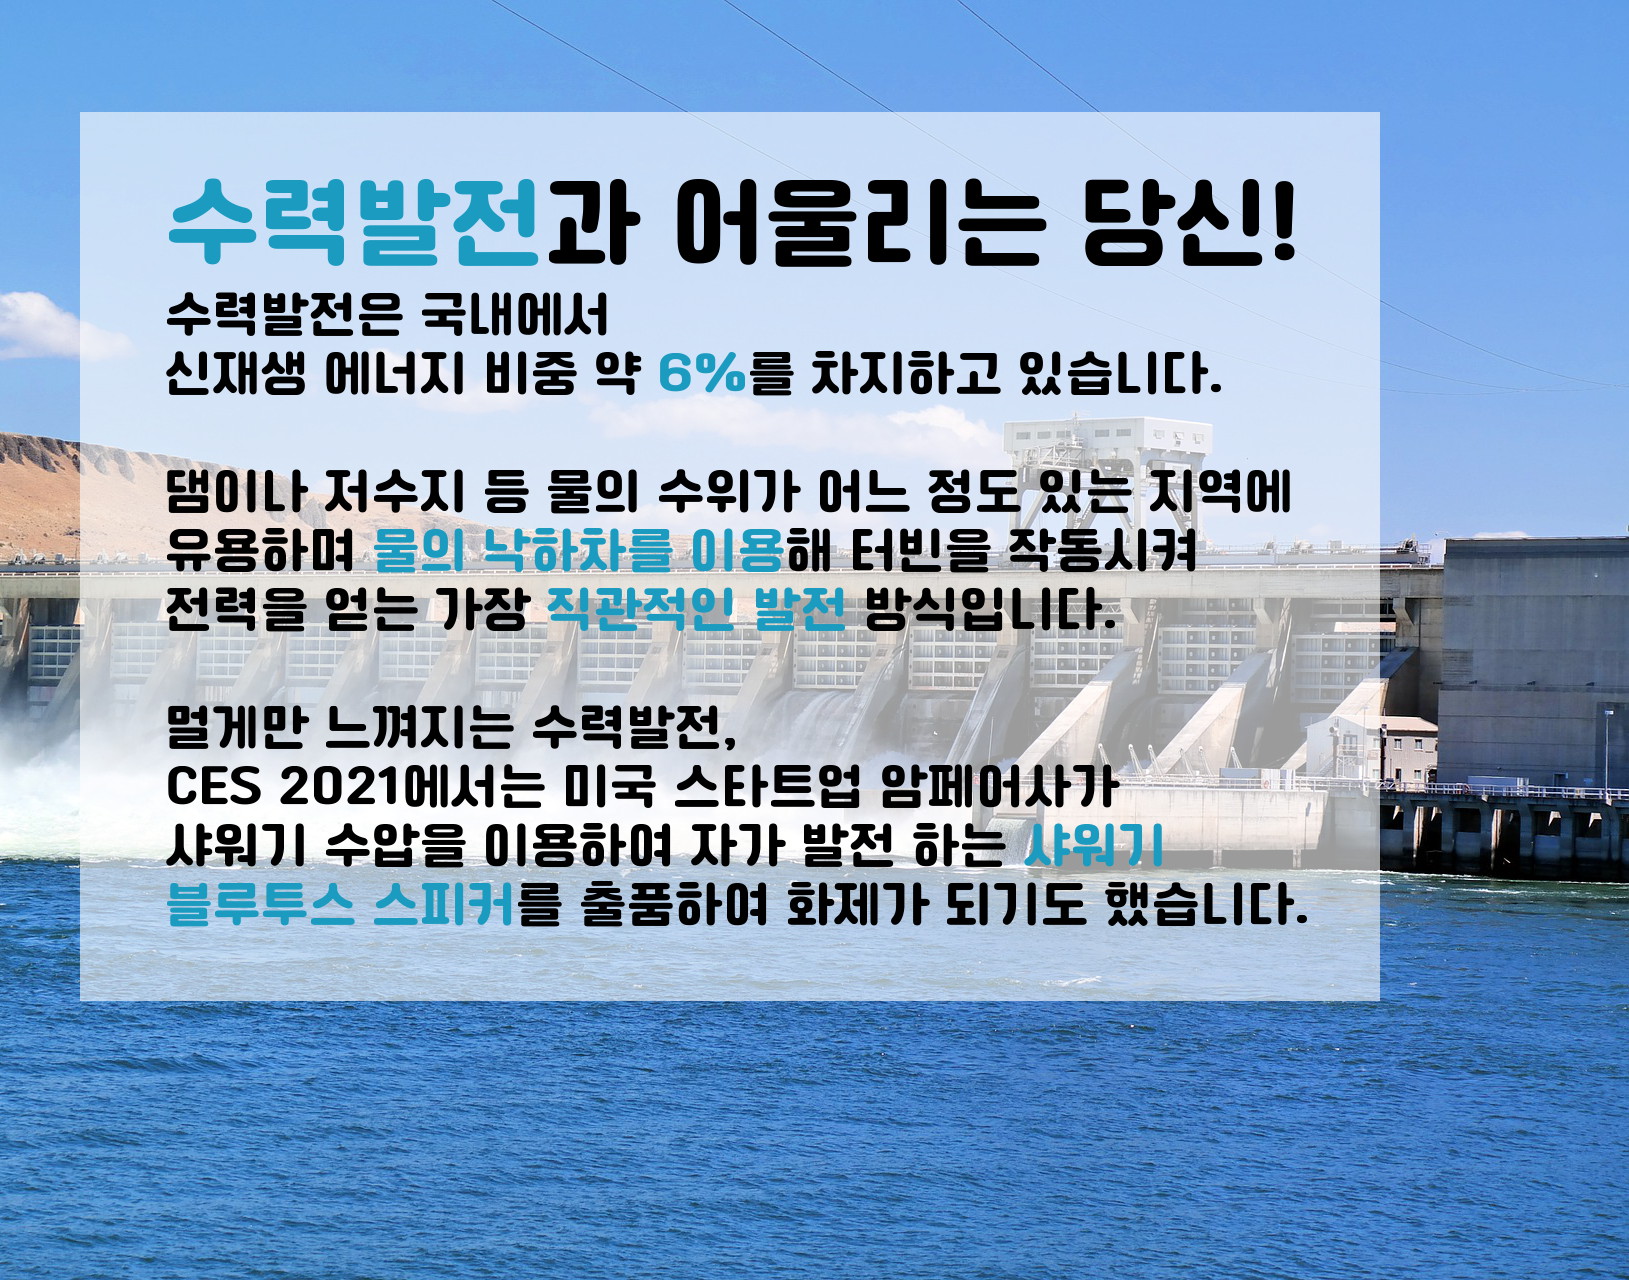 수력발전과 어울리는 당신!
수력발전은 국내에서
신재생 에너지 비중 약 6%를 차지하고 있습니다.
댐이나 저수지 등 물의 수위가 어느 정도 있는 지역에
유용하며 물의 낙하차를 이용해 터빈을 작동시켜
전력을 얻는 가장 직관적인 발전 방식입니다.
멀게만 느껴지는 수력발전,
CES 2021에서는 미국 스타트업 암페어사가
샤워기 수압을 이용하여 자가 발전 하는 샤워기
블루투스 스피커를 출품하여 화제가 되기도 했습니다.